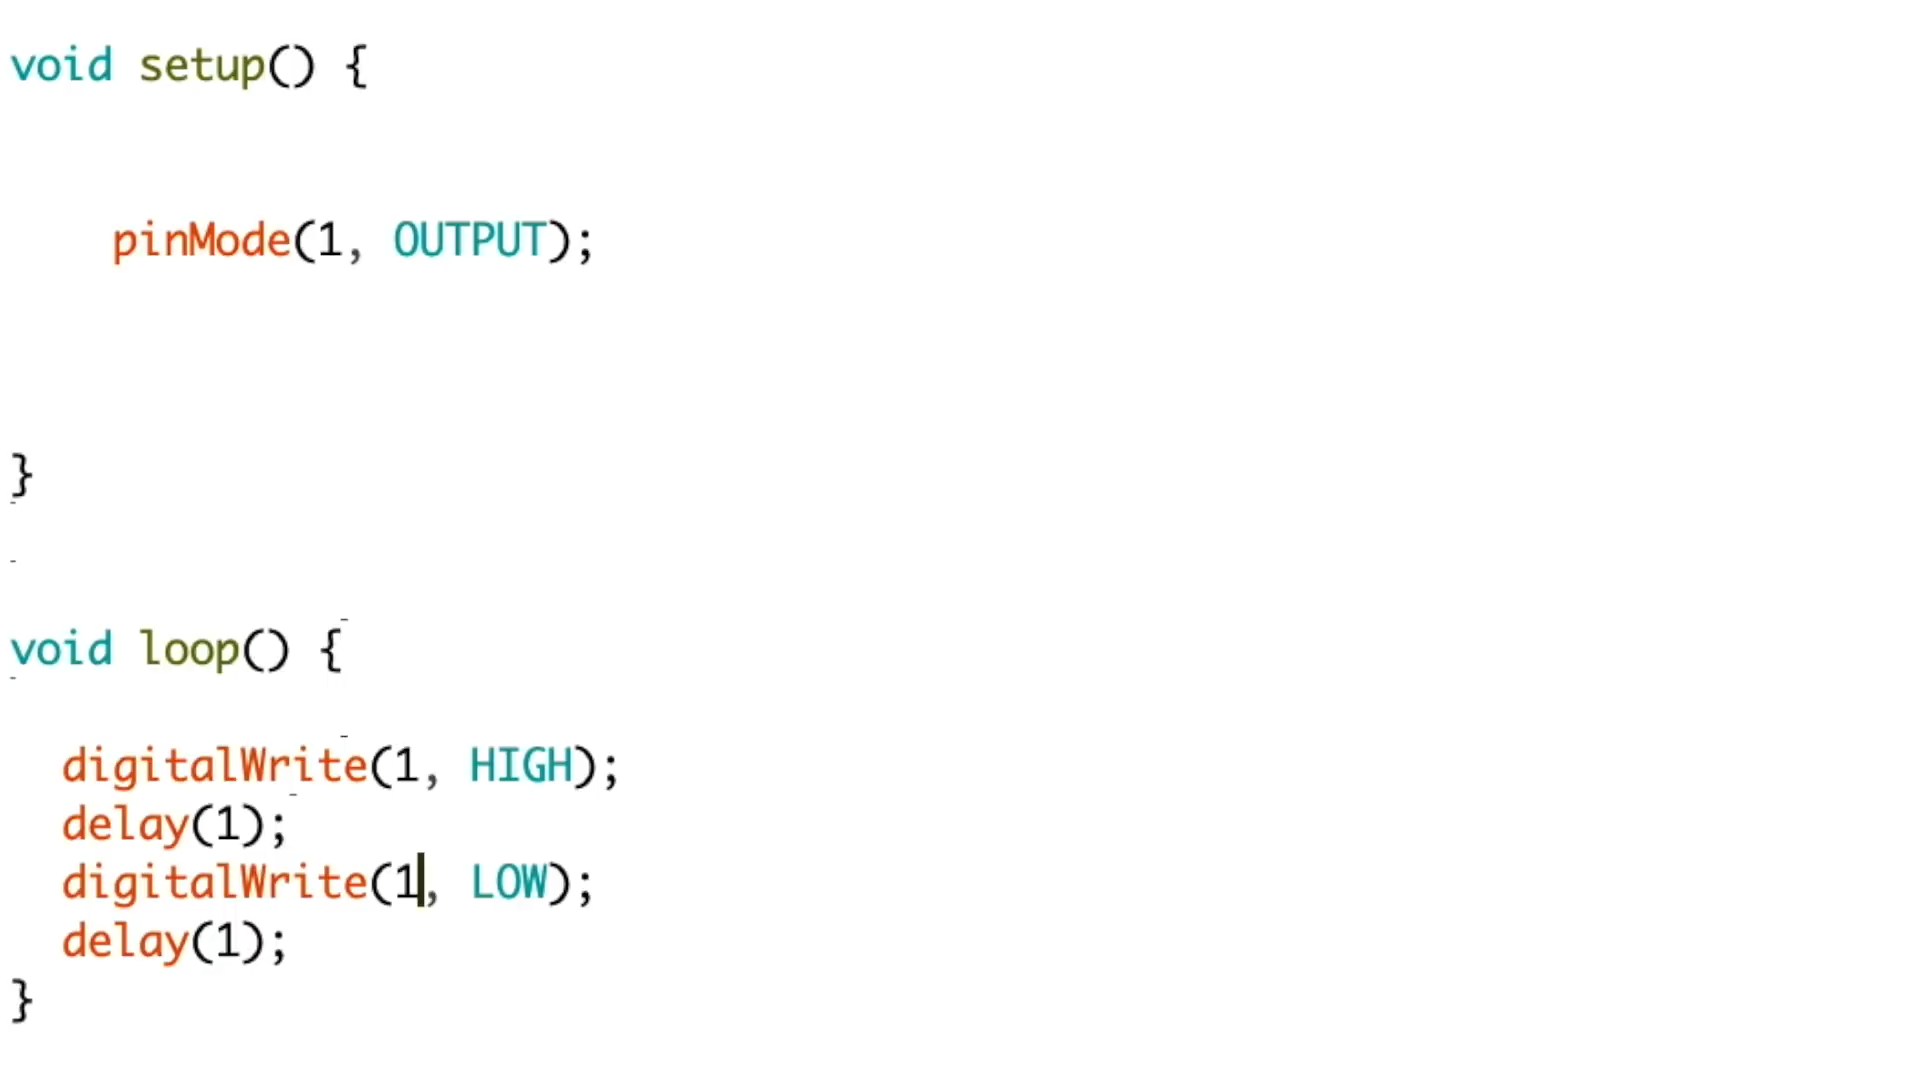 void setup() {
pinMode(1, OUTPUT);
}
void loop() {
digitalWrite(1, HIGH);
delay(1);
digitalWrite(1, LOW);
delay(1);
}